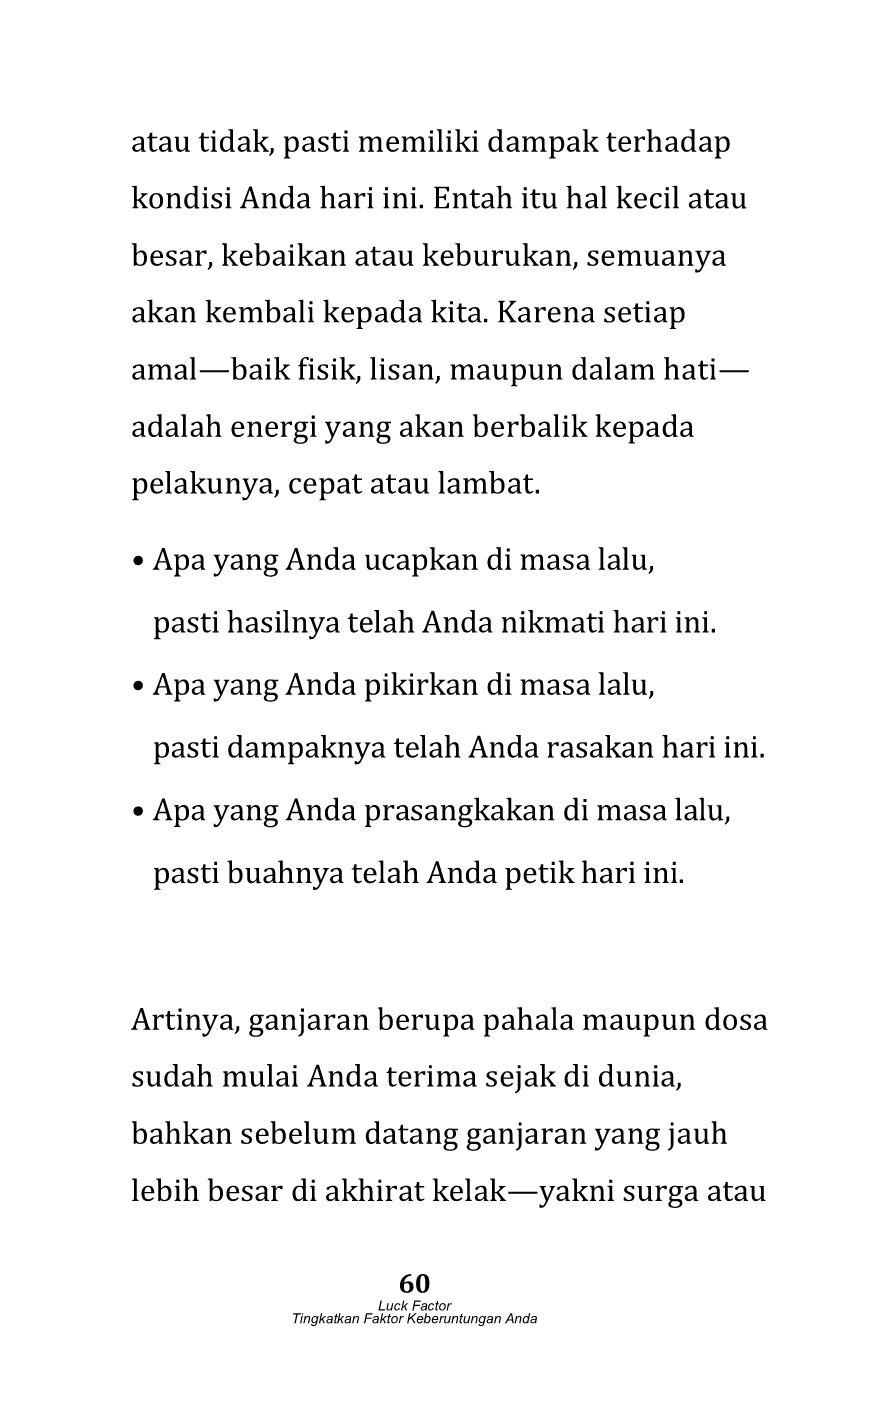 atau tidak, pasti memiliki dampak terhadap
kondisi Anda hari ini. Entah itu hal kecil atau
besar, kebaikan atau keburukan, semuanya
akan kembali kepada kita. Karena setiap
amal—baik fisik, lisan, maupun dalam hati—
adalah energi yang akan berbalik kepada
pelakunya, cepat atau lambat.
• Apa yang Anda ucapkan di masa lalu,
pasti hasilnya telah Anda nikmati hari ini.
• Apa yang Anda pikirkan di masa lalu,
pasti dampaknya telah Anda rasakan hari ini.
• Apa yang Anda prasangkakan di masa lalu,
pasti buahnya telah Anda petik hari ini.
Artinya, ganjaran berupa pahala maupun dosa
sudah mulai Anda terima sejak di dunia,
bahkan sebelum datang ganjaran yang jauh
lebih besar di akhirat kelak—yakni surga atau
60
Luck Factor
Tingkatkan Faktor Keberuntungan Anda